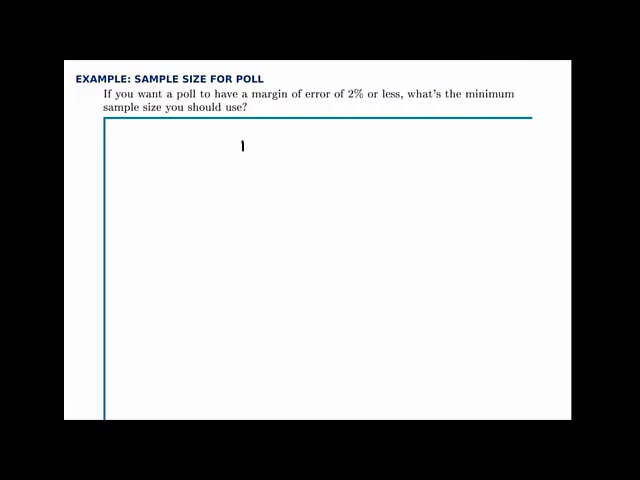 EXAMPLE: SAMPLE SIZE FOR POLL
If you want a poll to have a margin of error of 2% or less, what's the minimum
sample size you should use?
1